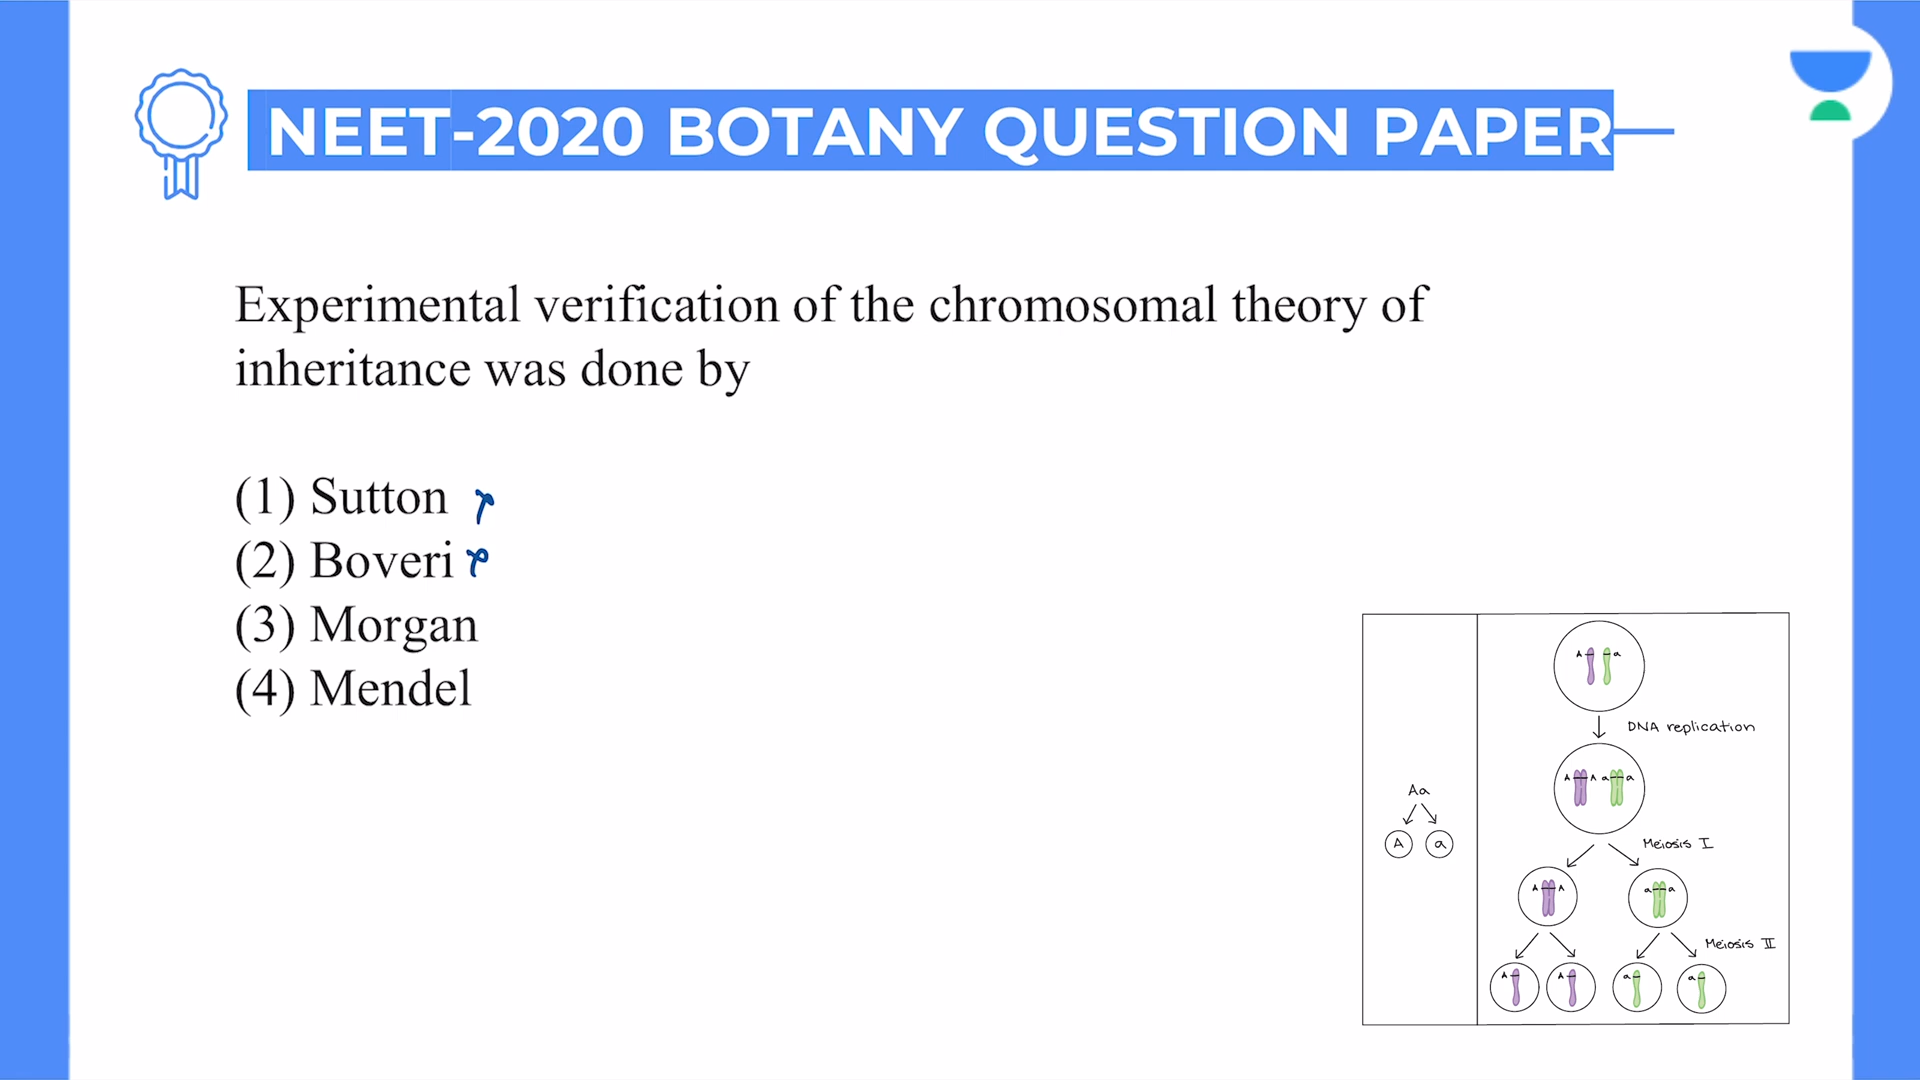 NEET-2020 BOTANY QUESTION PAPER
Experimental verification of the chromosomal theory of
inheritance was done by
(1) Sutton
(2) Boveri
(3) Morgan
(4) Mendel
A a
DNA replication
A A a a
Aa
A a
Meiosis I
A A a a
Meiosis II
A A a a